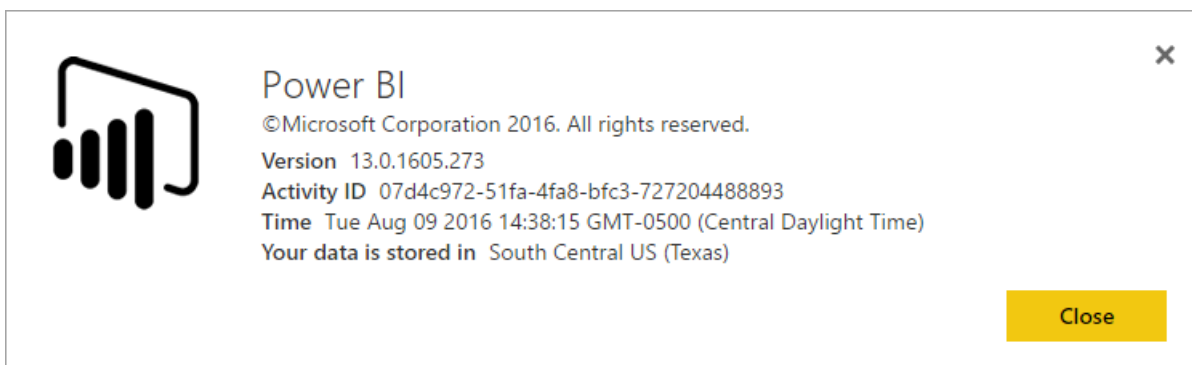 Power BI
©Microsoft Corporation 2016. All rights reserved.
Version 13.0.1605.273
Activity ID 07d4c972-51fa-4fa8-bfc3-727204488893
Time Tue Aug 09 2016 14:38:15 GMT-0500 (Central Daylight Time)
Your data is stored in South Central US (Texas)
Close